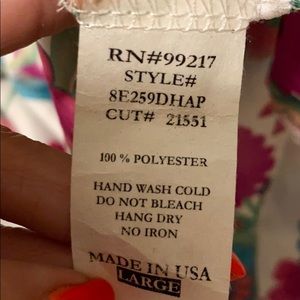 RN#99217
STYLE#
8E259DHAP
CUT# 21551
100 % POLYESTER
HAND WASH COLD
DO NOT BLEACH
HANG DRY
NO IRON
MADE IN USA
LARGE